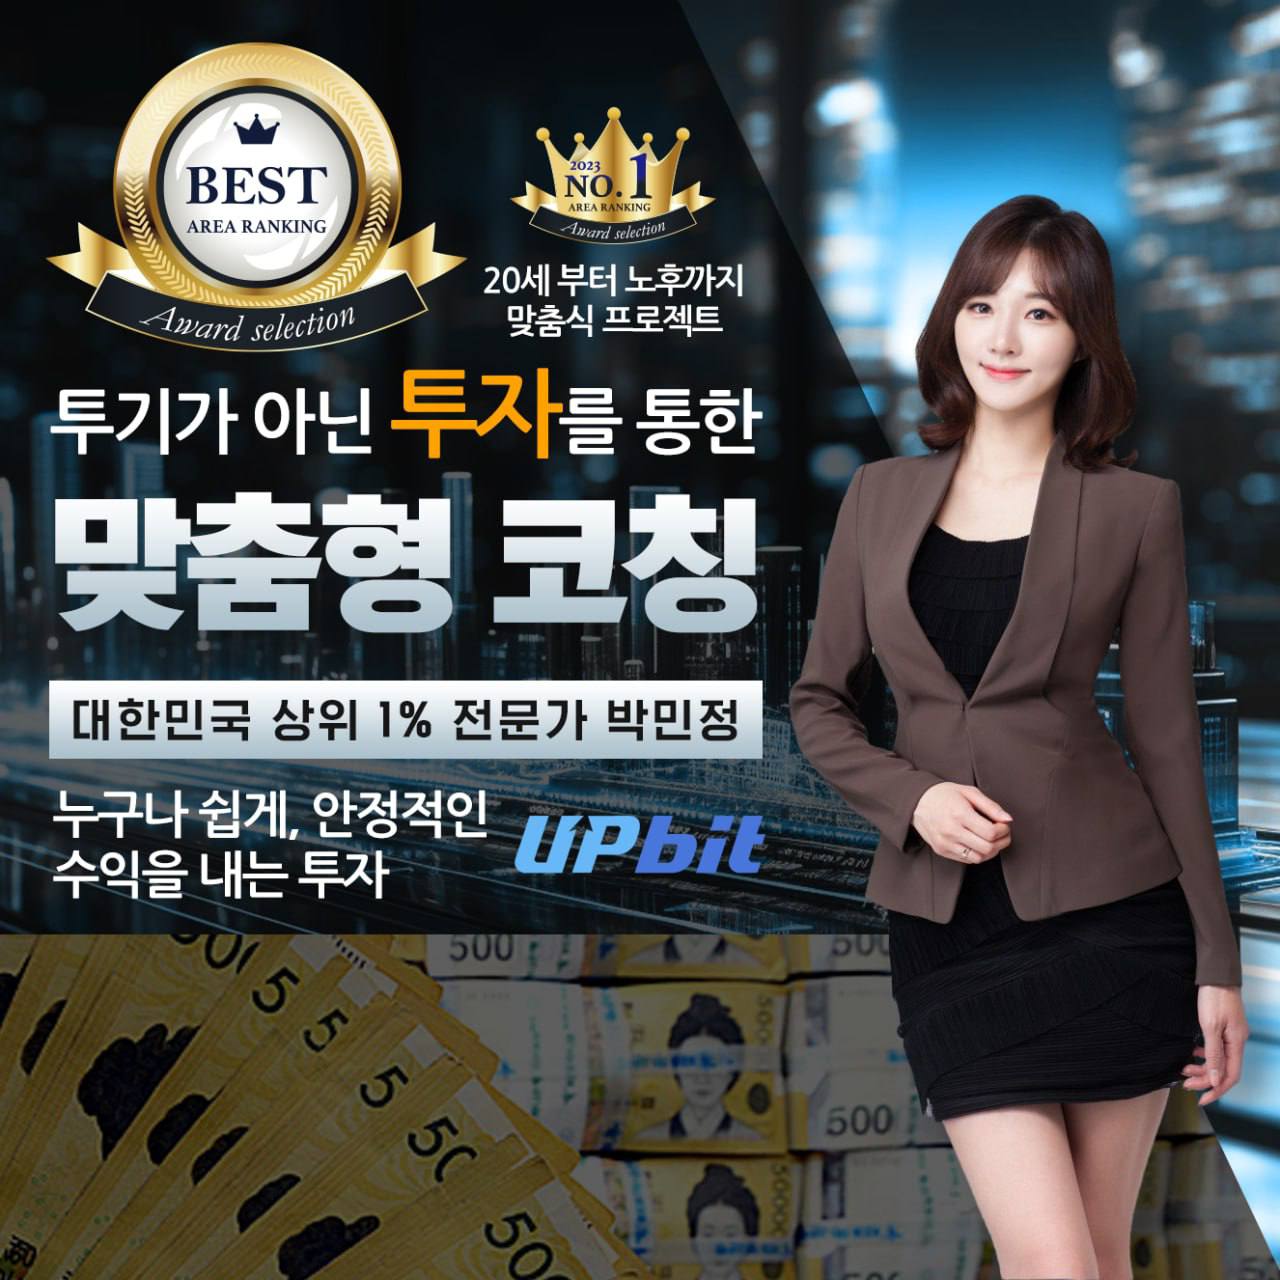 BEST
AREA RANKING
Award selection
2023
NO.1
AREA RANKING
Award selection
20세 부터 노후까지
맞춤식 프로젝트
투기가 아닌 투자를 통한
맞춤형 코칭
대한민국 상위 1% 전문가 박민정
누구나 쉽게, 안정적인
수익을 내는 투자
UPbit
500
500